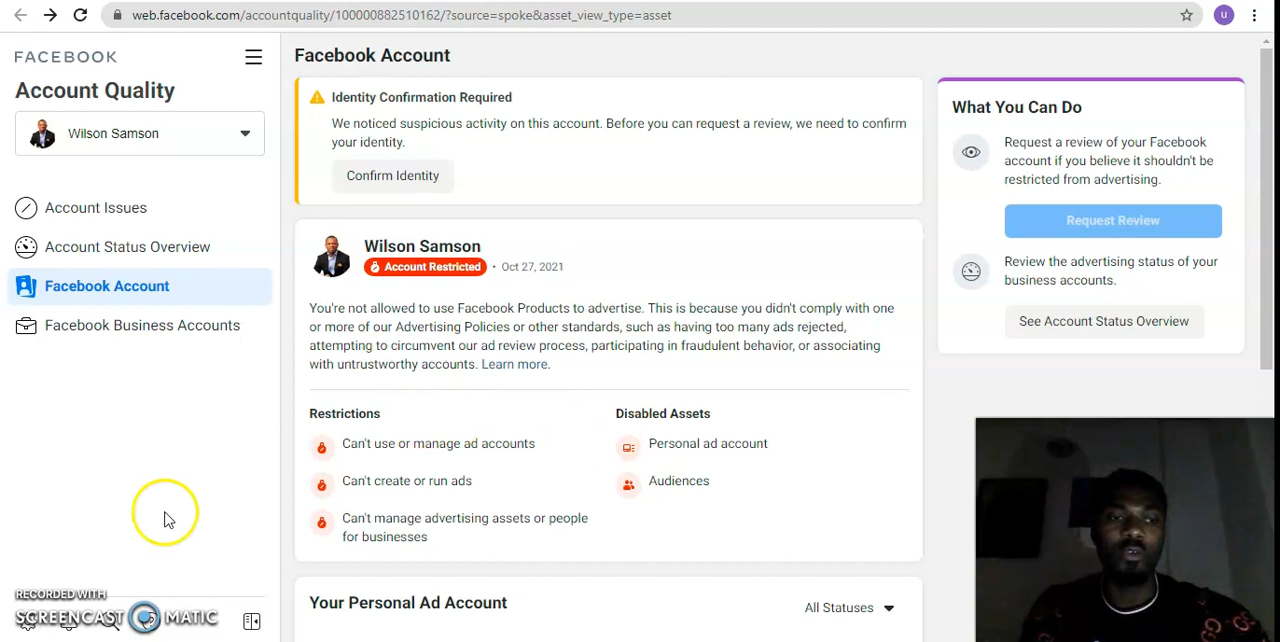 web.facebook.com/accountquality/100000882510162/?source=spoke&asset_view_type=asset
U
FACEBOOK
Account Quality
Wilson Samson
Account Issues
Account Status Overview
Facebook Account
Facebook Business Accounts
Facebook Account
Identity Confirmation Required
We noticed suspicious activity on this account. Before you can request a review, we need to confirm
your identity.
Confirm Identity
Wilson Samson
Account Restricted • Oct 27, 2021
You're not allowed to use Facebook Products to advertise. This is because you didn't comply with one
or more of our Advertising Policies or other standards, such as having too many ads rejected,
attempting to circumvent our ad review process, participating in fraudulent behavior, or associating
with untrustworthy accounts. Learn more.
Restrictions
Can't use or manage ad accounts
Can't create or run ads
Can't manage advertising assets or people
for businesses
Disabled Assets
Personal ad account
Audiences
Your Personal Ad Account
All Statuses
What You Can Do
Request a review of your Facebook
account if you believe it shouldn't be
restricted from advertising.
Request Review
Review the advertising status of your
business accounts.
See Account Status Overview
RECORDED WITH
SCREENCAST MATIC